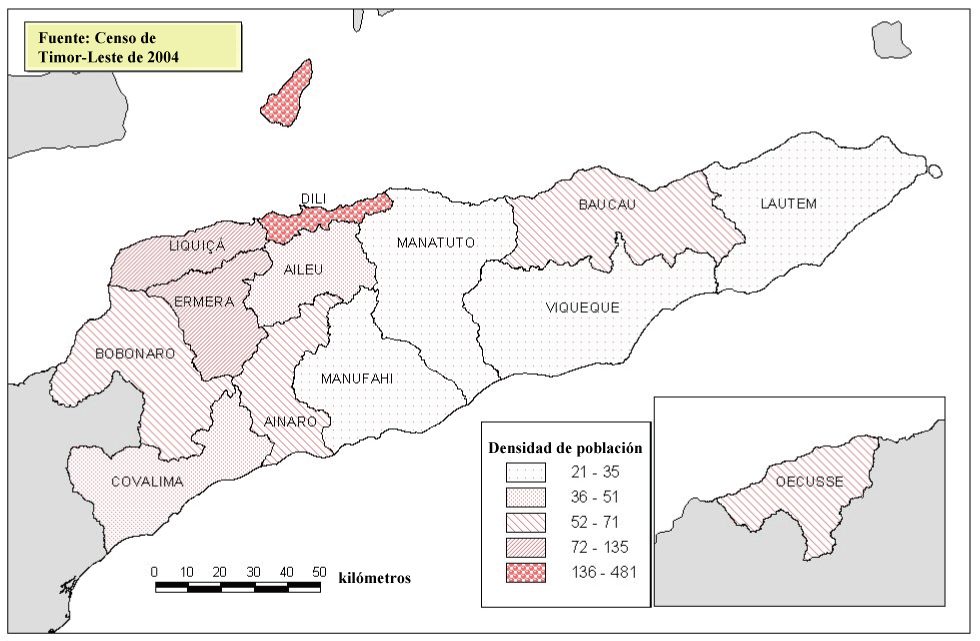 Fuente: Censo de
Timor-Leste de 2004
DILI
LIQUIÇÁ
AILEU
MANATUTO
BAUCAU
LAUTEM
ERMERA
VIQUEQUE
BOBONARO
MANUFAHI
AINARO
COVALIMA
OECUSSE
Densidad de población
21 - 35
36 - 51
52 - 71
72 - 135
136 - 481
0 10 20 30 40 50 kilómetros